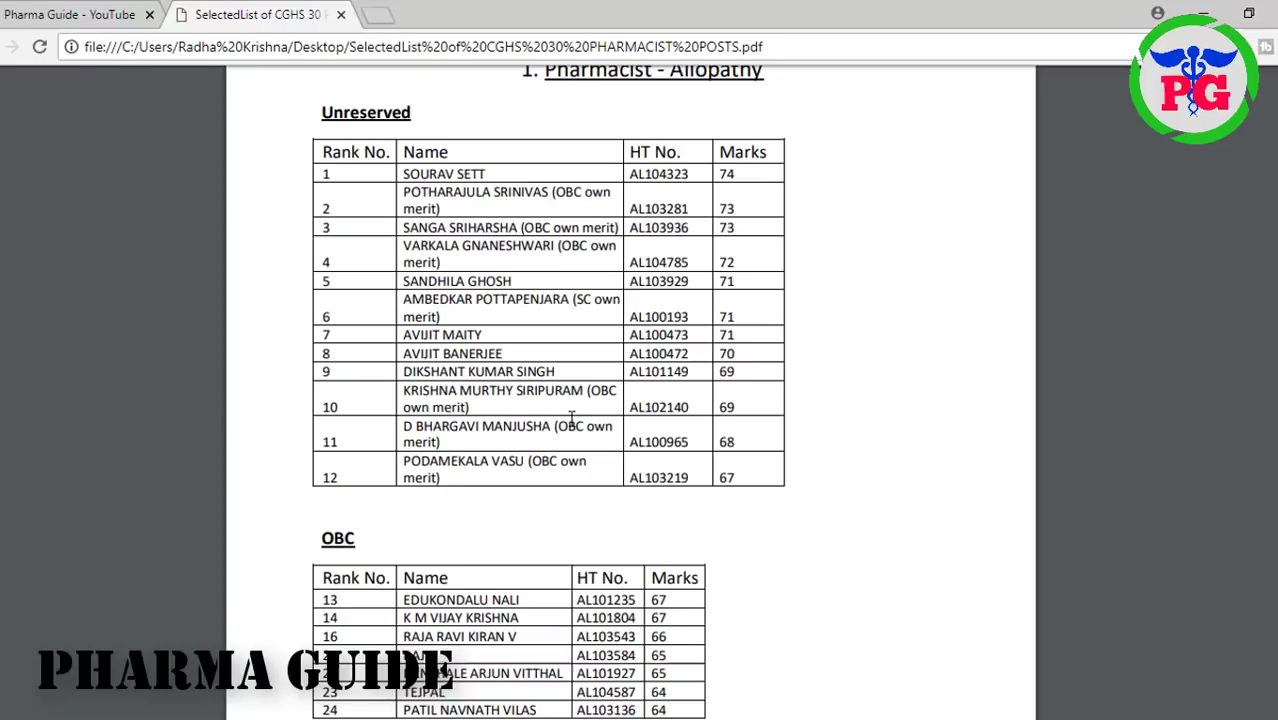 Pharma Guide - YouTube
SelectedList of CGHS 30
file:///C:/Users/Radha%20Krishna/Desktop/SelectedList%20of%20CGHS%2030%20PHARMACIST%20POSTS.pdf
PG
1. Pharmacist - Allopathy
Unreserved
Rank No. Name HT No. Marks
1 SOURAV SETT AL104323 74
POTHARAJULA SRINIVAS (OBC own
2 merit) AL103281 73
3 SANGA SRIHARSHA (OBC own merit) AL103936 73
VARKALA GNANESHWARI (OBC own
4 merit) AL104785 72
5 SANDHILA GHOSH AL103929 71
AMBEDKAR POTTAPENJARA (SC own
6 merit) AL100193 71
7 AVIJIT MAITY AL100473 71
8 AVIJIT BANERJEE AL100472 70
9 DIKSHANT KUMAR SINGH AL101149 69
KRISHNA MURTHY SIRIPURAM (OBC
10 own merit) AL102140 69
D BHARGAVI MANJUSHA (OBC own
11 merit) AL100965 68
PODAMEKALA VASU (OBC own
12 merit) AL103219 67
OBC
Rank No. Name HT No. Marks
13 EDUKONDALU NALI AL101235 67
14 K M VIJAY KRISHNA AL101804 67
16 RAJA RAVI KIRAN V AL103543 66
AL103584 65
ARJUN VITTHAL AL101927 65
23 TEJPAL AL104587 64
24 PATIL NAVNATH VILAS AL103136 64
PHARMA GUIDE